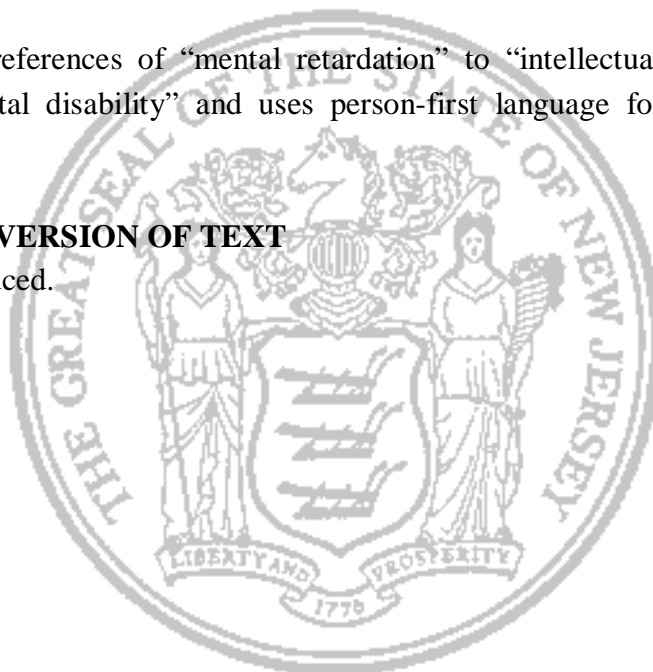 references of “mental retardation” to “intellectua
tal disability” and uses person-first language fo
VERSION OF TEXT
uced.
THE GREAT SEAL OF THE STATE OF NEW JERSEY
LIBERTY AND PROSPERITY
1776